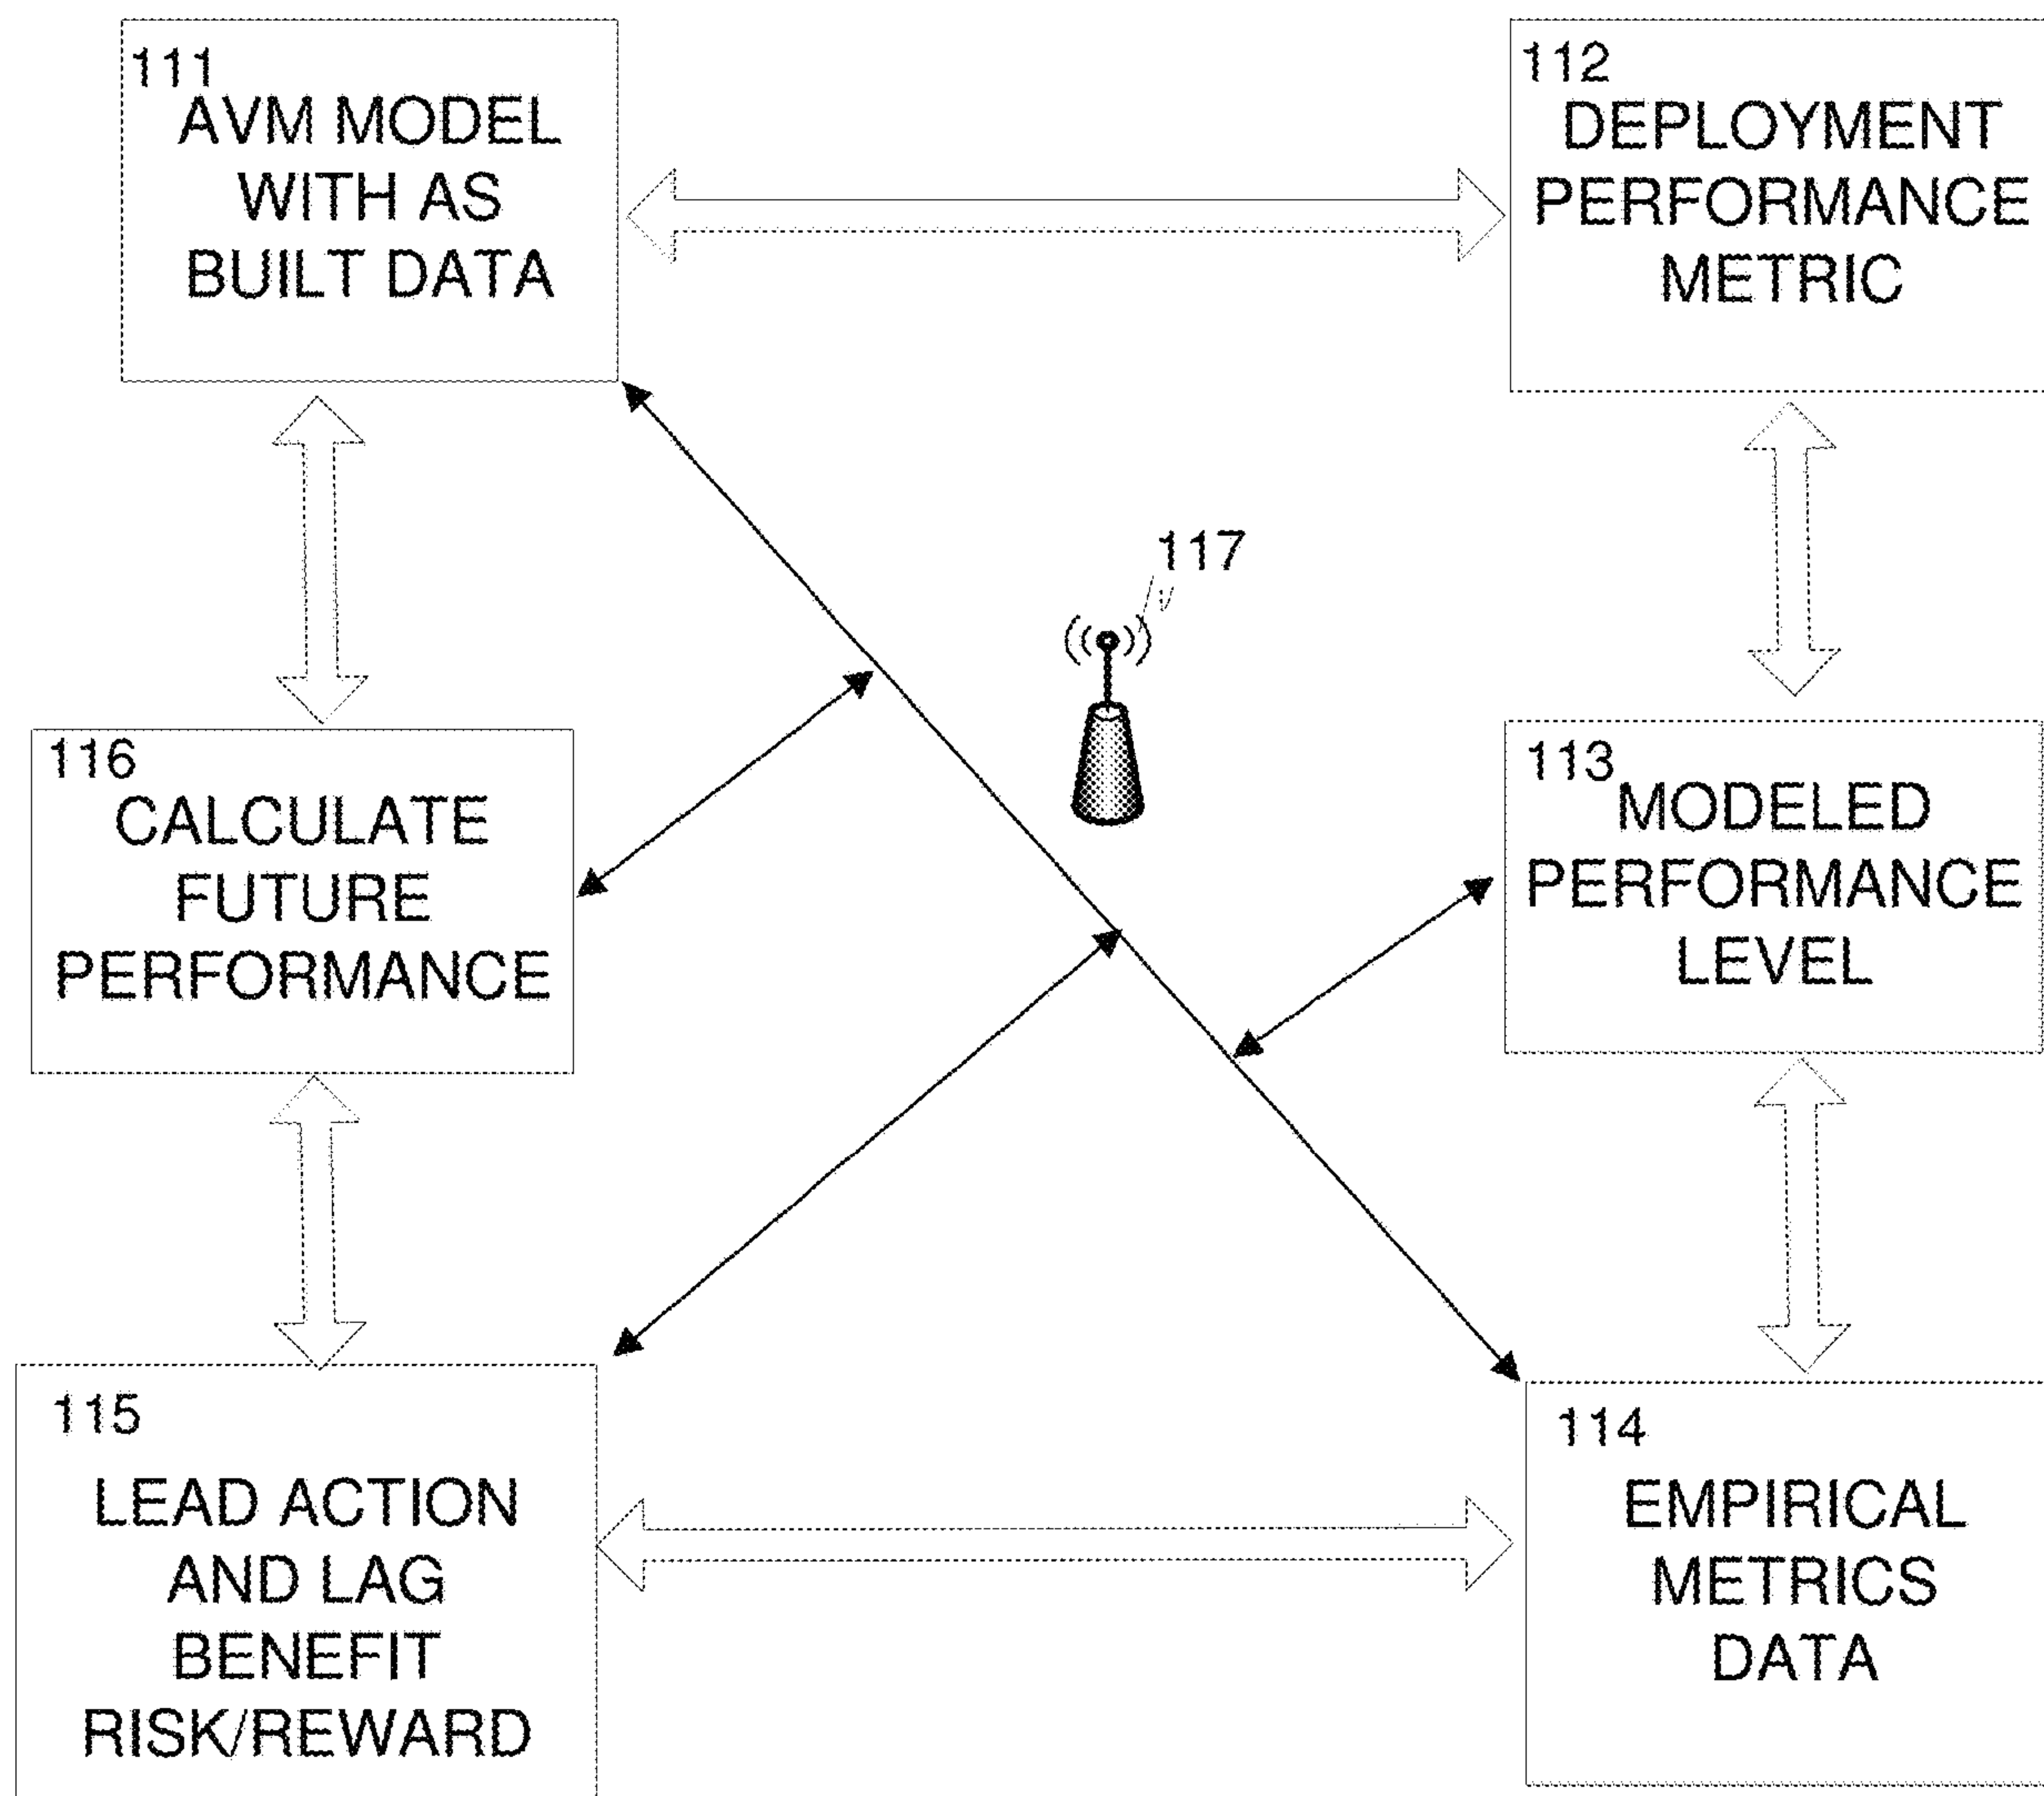 111
AVM MODEL
WITH AS
BUILT DATA
112
DEPLOYMENT
PERFORMANCE
METRIC
117
116
CALCULATE
FUTURE
PERFORMANCE
113
MODELED
PERFORMANCE
LEVEL
115
LEAD ACTION
AND LAG
BENEFIT
RISK/REWARD
114
EMPIRICAL
METRICS
DATA